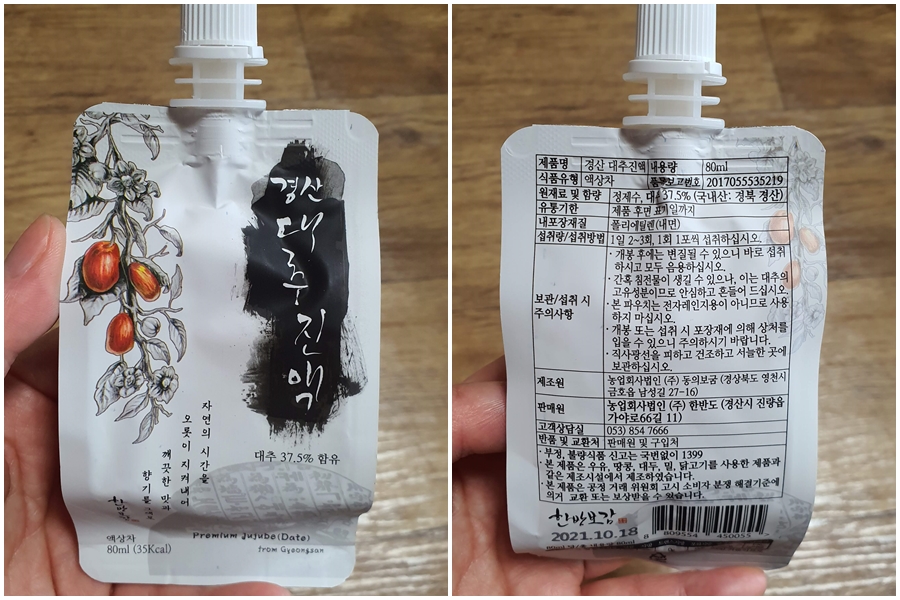 경산
대추진액
대추 37.5% 함유
자연의 시간을
오롯이 지켜내어
깨끗한 맛과
향기를
액상차
80ml (35Kcal)
Premium Jujube(Date)
from Gyeongsan
제품명 경산 대추진액 내용량 80ml
식품유형 액상차 품목보고번호 2017055535219
원재료 및 함량 정제수, 대추 37.5% (국내산: 경북 경산)
유통기한 제품 후면 표기일까지
내포장재질 폴리에틸렌(내면)
섭취량/섭취방법 1일 2~3회, 1회 1포씩 섭취하십시오.
보관/섭취 시
주의사항
· 개봉 후에는 변질될 수 있으니 바로 섭취
하시고 모두 음용하십시오.
· 간혹 침전물이 생길 수 있으나, 이는 대추의
고유성분이므로 안심하고 흔들어 드십시오.
· 본 파우치는 전자레인지용이 아니므로 사용
하지 마십시오.
· 개봉 또는 섭취 시 포장재에 의해 상처를
입을 수 있으니 주의하시기 바랍니다.
· 직사광선을 피하고 건조하고 서늘한 곳에
보관하십시오.
제조원 농업회사법인 (주) 동의보굼 (경상북도 영천시
금호읍 남성길 27-16)
판매원 농업회사법인 (주) 한반도 (경산시 진량읍
가야로66길 11)
고객상담실 053) 854 7666
반품 및 교환처 판매원 및 구입처
· 부정, 불량식품 신고는 국번없이 1399
· 본 제품은 우유, 땅콩, 대두, 밀, 닭고기를 사용한 제품과
같은 제조시설에서 제조하였습니다.
· 본 제품은 공정 거래 위원회 고시 소비자 분쟁 해결기준에
의거 교환 또는 보상받을 수 있습니다.
한반보감
2021.10.18
8 809554 450055